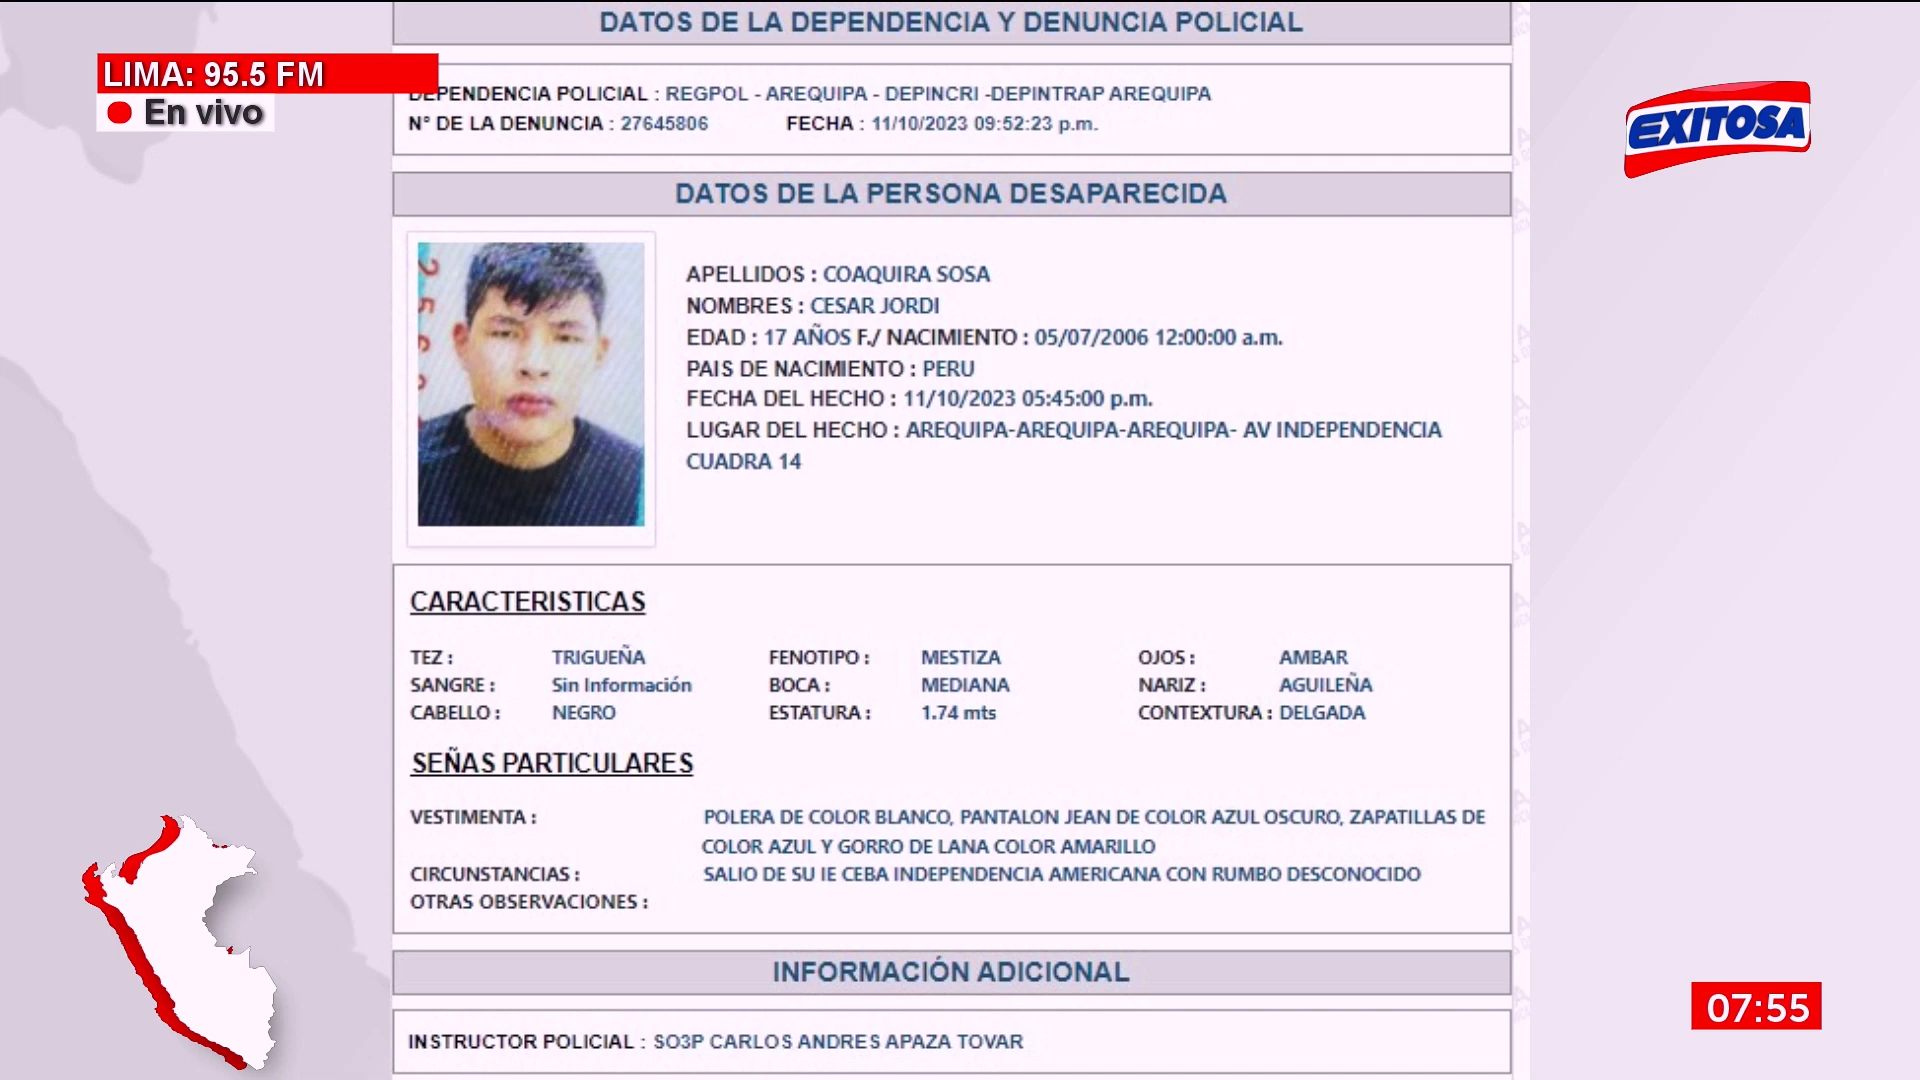 DATOS DE LA DEPENDENCIA Y DENUNCIA POLICIAL
LIMA: 95.5 FM
En vivo
EXITOSA
DEPENDENCIA POLICIAL : REGPOL - AREQUIPA - DEPINCRI -DEPINTRAP AREQUIPA
N° DE LA DENUNCIA : 27645806 FECHA : 11/10/2023 09:52:23 p.m.
DATOS DE LA PERSONA DESAPARECIDA
APELLIDOS : COAQUIRA SOSA
NOMBRES : CESAR JORDI
EDAD : 17 AÑOS F./ NACIMIENTO : 05/07/2006 12:00:00 a.m.
PAIS DE NACIMIENTO : PERU
FECHA DEL HECHO : 11/10/2023 05:45:00 p.m.
LUGAR DEL HECHO : AREQUIPA-AREQUIPA-AREQUIPA- AV INDEPENDENCIA
CUADRA 14
CARACTERISTICAS
TEZ : TRIGUEÑA FENOTIPO : MESTIZA OJOS : AMBAR
SANGRE : Sin Información BOCA : MEDIANA NARIZ : AGUILEÑA
CABELLO : NEGRO ESTATURA : 1.74 mts CONTEXTURA : DELGADA
SEÑAS PARTICULARES
VESTIMENTA : POLERA DE COLOR BLANCO, PANTALON JEAN DE COLOR AZUL OSCURO, ZAPATILLAS DE
COLOR AZUL Y GORRO DE LANA COLOR AMARILLO
CIRCUNSTANCIAS : SALIO DE SU IE CEBA INDEPENDENCIA AMERICANA CON RUMBO DESCONOCIDO
OTRAS OBSERVACIONES :
INFORMACIÓN ADICIONAL
INSTRUCTOR POLICIAL : SO3P CARLOS ANDRES APAZA TOVAR
07:55